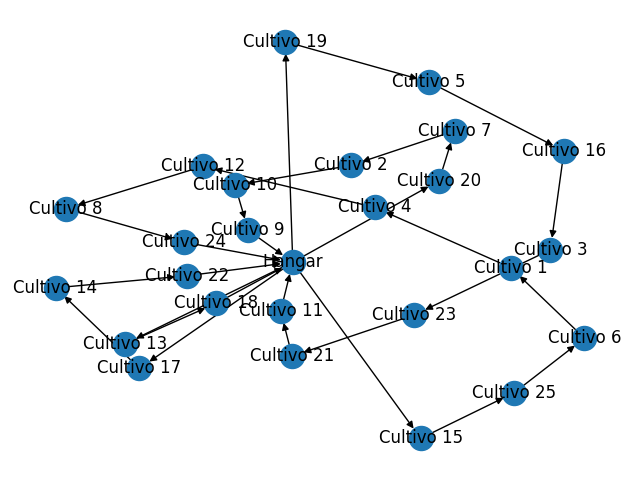 Cultivo 19
Cultivo 5
Cultivo 7
Cultivo 16
Cultivo 12
Cultivo 2
Cultivo 10
Cultivo 20
Cultivo 8
Cultivo 4
Cultivo 9
Cultivo 24
Cultivo 3
Hangar
Cultivo 1
Cultivo 22
Cultivo 14
Cultivo 18
Cultivo 11
Cultivo 23
Cultivo 6
Cultivo 13
Cultivo 21
Cultivo 17
Cultivo 25
Cultivo 15